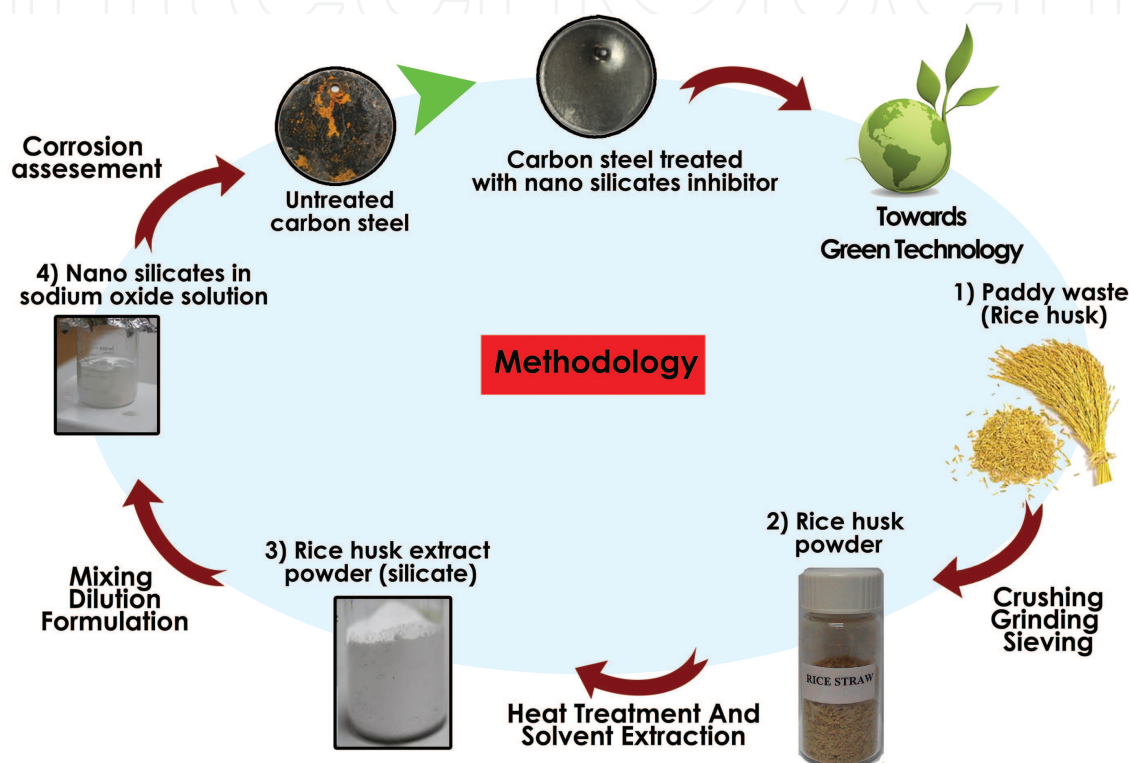 Corrosion
assesement
Untreated
carbon steel
Carbon steel treated
with nano silicates inhibitor
Towards
Green Technology
4) Nano silicates in
sodium oxide solution
1) Paddy waste
(Rice husk)
Methodology
2) Rice husk
powder
RICE STRAW
Crushing
Grinding
Sieving
Heat Treatment And
Solvent Extraction
3) Rice husk extract
powder (silicate)
Mixing
Dilution
Formulation